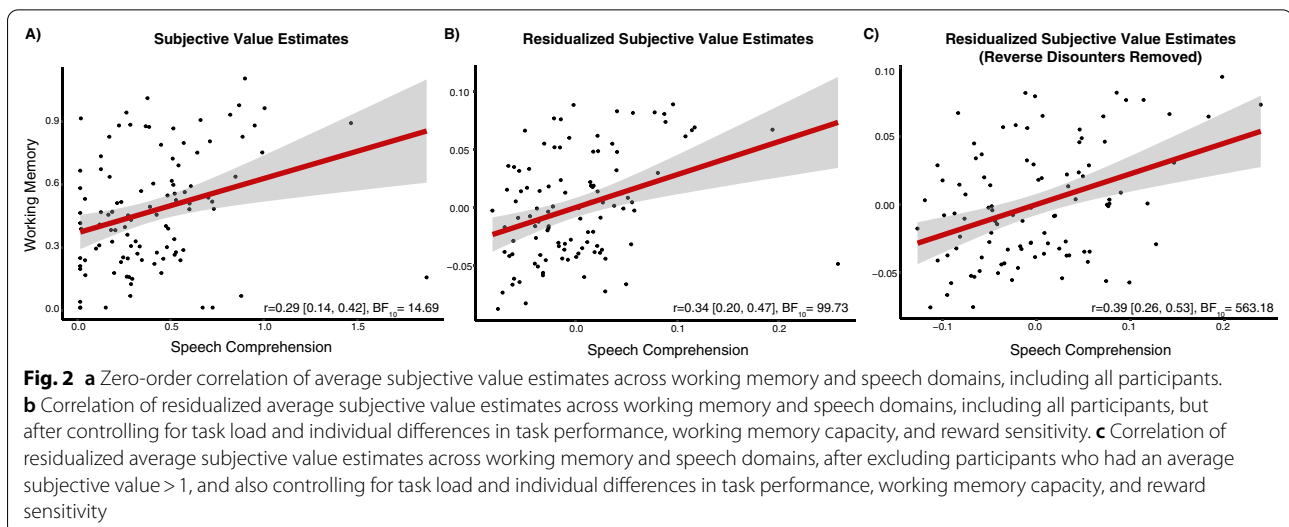 A)
Subjective Value Estimates
Working Memory
0.9
0.6
0.3
0.0
0.0
0.5
1.0
1.5
r=0.29 [0.14, 0.42], BF10= 14.69
Speech Comprehension
B)
Residualized Subjective Value Estimates
0.10
0.05
0.00
−0.05
0.0
0.1
0.2
r=0.34 [0.20, 0.47], BF10= 99.73
Speech Comprehension
C)
Residualized Subjective Value Estimates
(Reverse Disounters Removed)
0.10
0.05
0.00
−0.05
−0.1
0.0
0.1
0.2
r=0.39 [0.26, 0.53], BF10= 563.18
Speech Comprehension
Fig. 2 a Zero-order correlation of average subjective value estimates across working memory and speech domains, including all participants.
b Correlation of residualized average subjective value estimates across working memory and speech domains, including all participants, but
after controlling for task load and individual differences in task performance, working memory capacity, and reward sensitivity. c Correlation of
residualized average subjective value estimates across working memory and speech domains, after excluding participants who had an average
subjective value > 1, and also controlling for task load and individual differences in task performance, working memory capacity, and reward
sensitivity